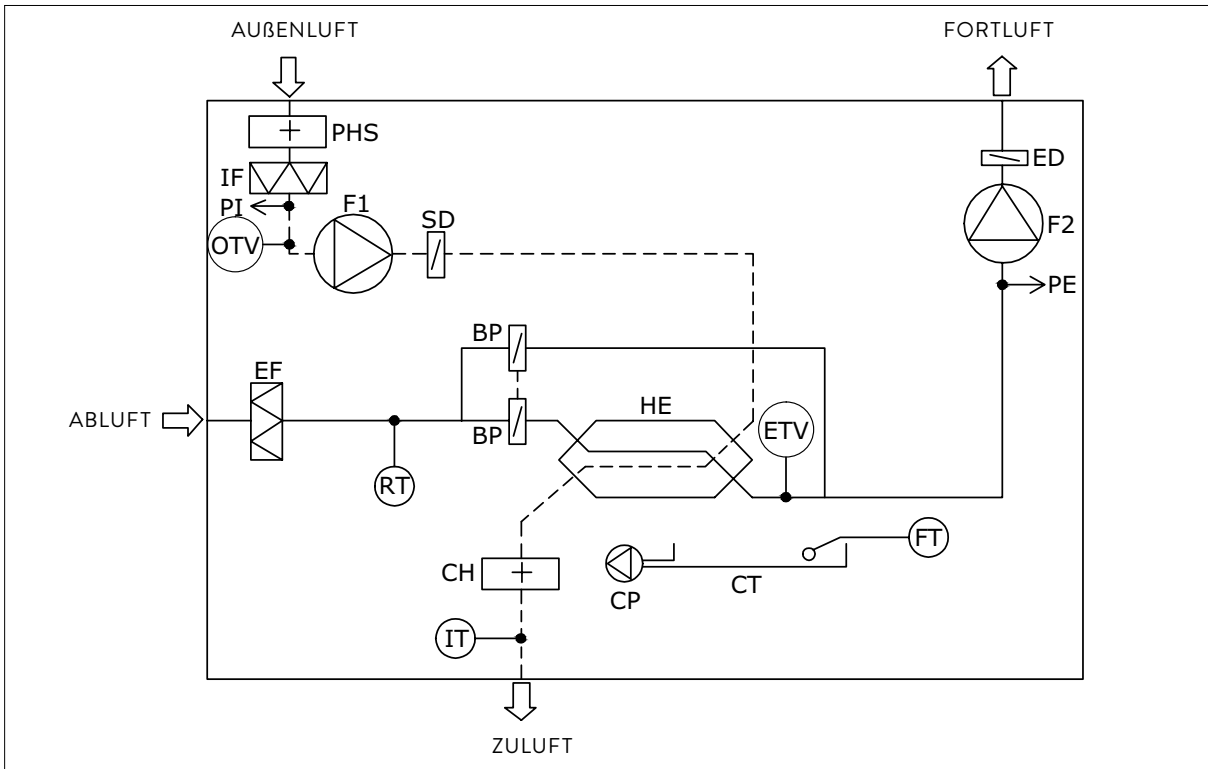 AUßENLUFT
FORTLUFT
PHS
ED
IF
PI
F1
SD
F2
OTV
PE
BP
EF
HE
ABLUFT
BP
ETV
RT
FT
CH
CP
CT
IT
ZULUFT